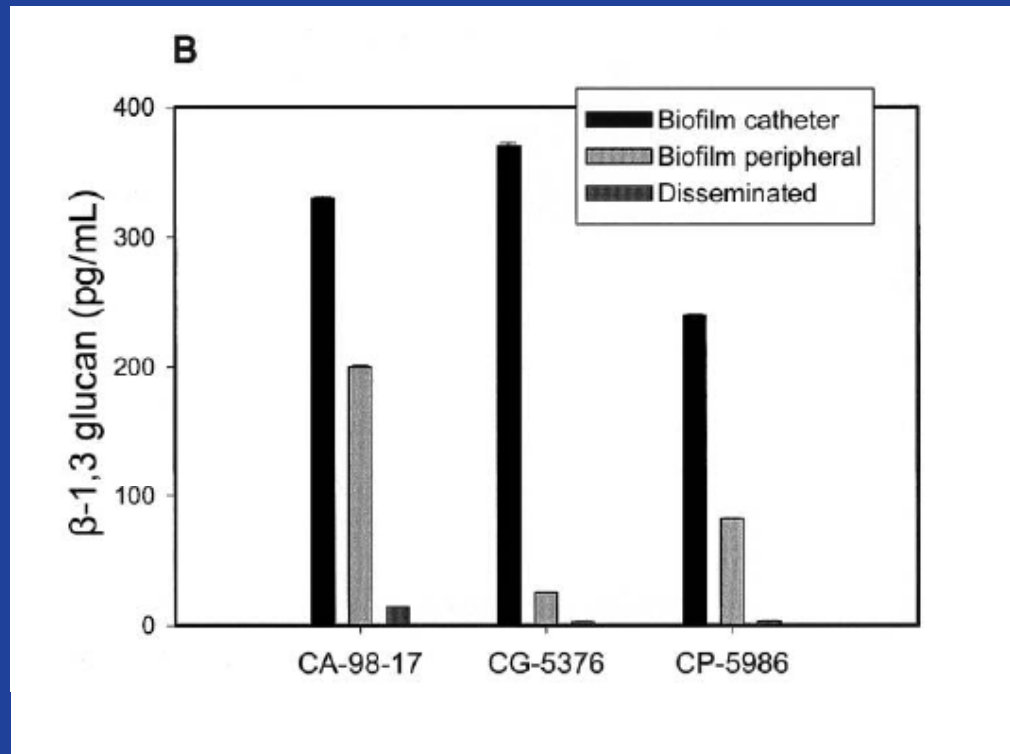 B
β-1,3 glucan (pg/mL)
400
300
200
100
0
Biofilm catheter
Biofilm peripheral
Disseminated
CA-98-17
CG-5376
CP-5986